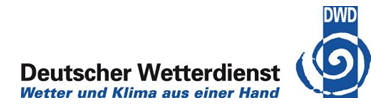 DWD
Deutscher Wetterdienst
Wetter und Klima aus einer Hand